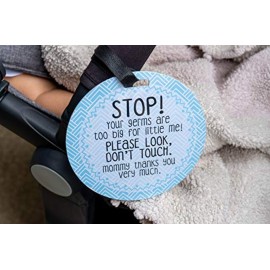 STOP!
Your germs are
too big for little me!
PLEASE LOOK,
DON'T TOUCH.
mommy thanks you
very much.